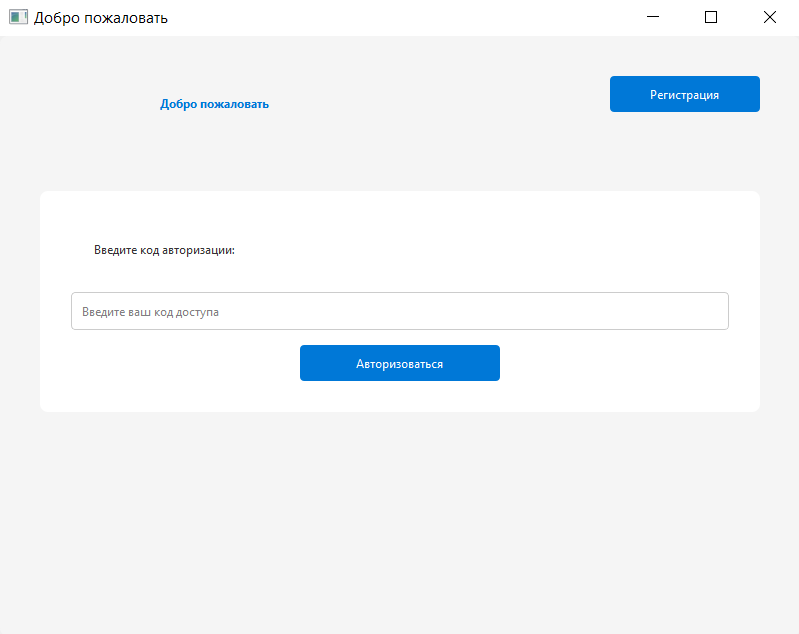 Добро пожаловать
Регистрация
Добро пожаловать
Введите код авторизации:
Введите ваш код доступа
Авторизоваться